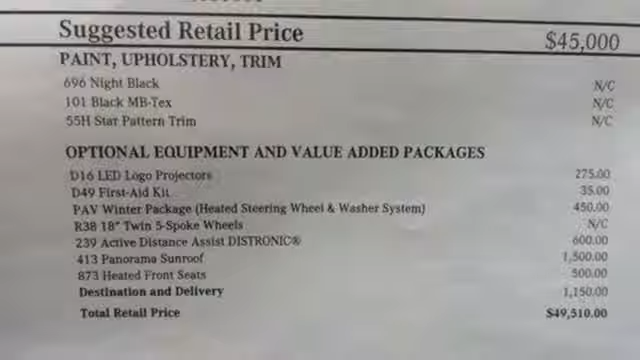 Suggested Retail Price $45,000
PAINT, UPHOLSTERY, TRIM
696 Night Black N/C
101 Black MB-Tex N/C
55H Star Pattern Trim N/C
OPTIONAL EQUIPMENT AND VALUE ADDED PACKAGES
D16 LED Logo Projectors 275.00
D49 First-Aid Kit 35.00
PAV Winter Package (Heated Steering Wheel & Washer System) 450.00
R38 18" Twin 5-Spoke Wheels N/C
239 Active Distance Assist DISTRONIC® 600.00
413 Panorama Sunroof 1,500.00
873 Heated Front Seats 500.00
Destination and Delivery 1,150.00
Total Retail Price $49,510.00